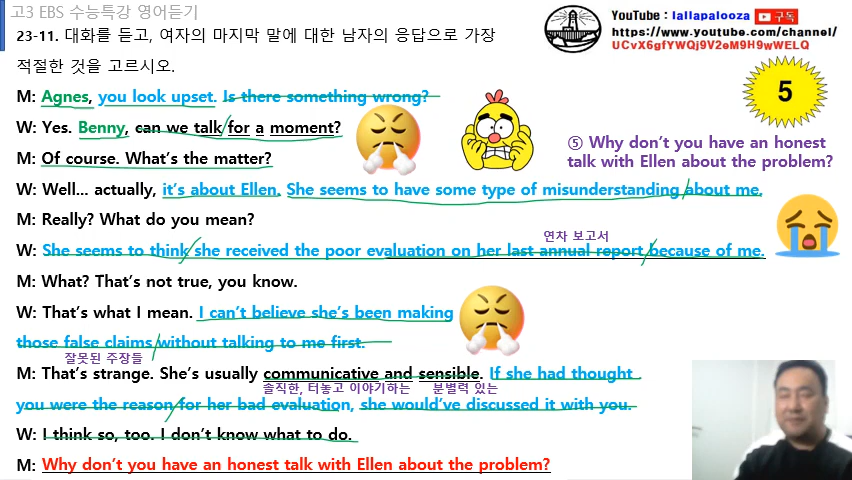 고3 EBS 수능특강 영어듣기
23-11. 대화를 듣고, 여자의 마지막 말에 대한 남자의 응답으로 가장
적절한 것을 고르시오.
M: Agnes, you look upset. Is there something wrong?
W: Yes. Benny, can we talk for a moment?
M: Of course. What's the matter?
W: Well... actually, it's about Ellen. She seems to have some type of misunderstanding about me.
M: Really? What do you mean?
연차 보고서
W: She seems to think she received the poor evaluation on her last annual report because of me.
M: What? That's not true, you know.
W: That's what I mean. I can't believe she's been making
those false claims without talking to me first.
잘못된 주장들
M: That's strange. She's usually communicative and sensible. If she had thought
솔직한, 터놓고 이야기하는 분별력 있는
you were the reason for her bad evaluation, she would've discussed it with you.
W: I think so, too. I don't know what to do.
M: Why don't you have an honest talk with Ellen about the problem?
YouTube : lallapalooza 구독
https://www.youtube.com/channel/
UCvX6gfYWQj9V2eM9H9wWELQ
5
⑤ Why don't you have an honest
talk with Ellen about the problem?